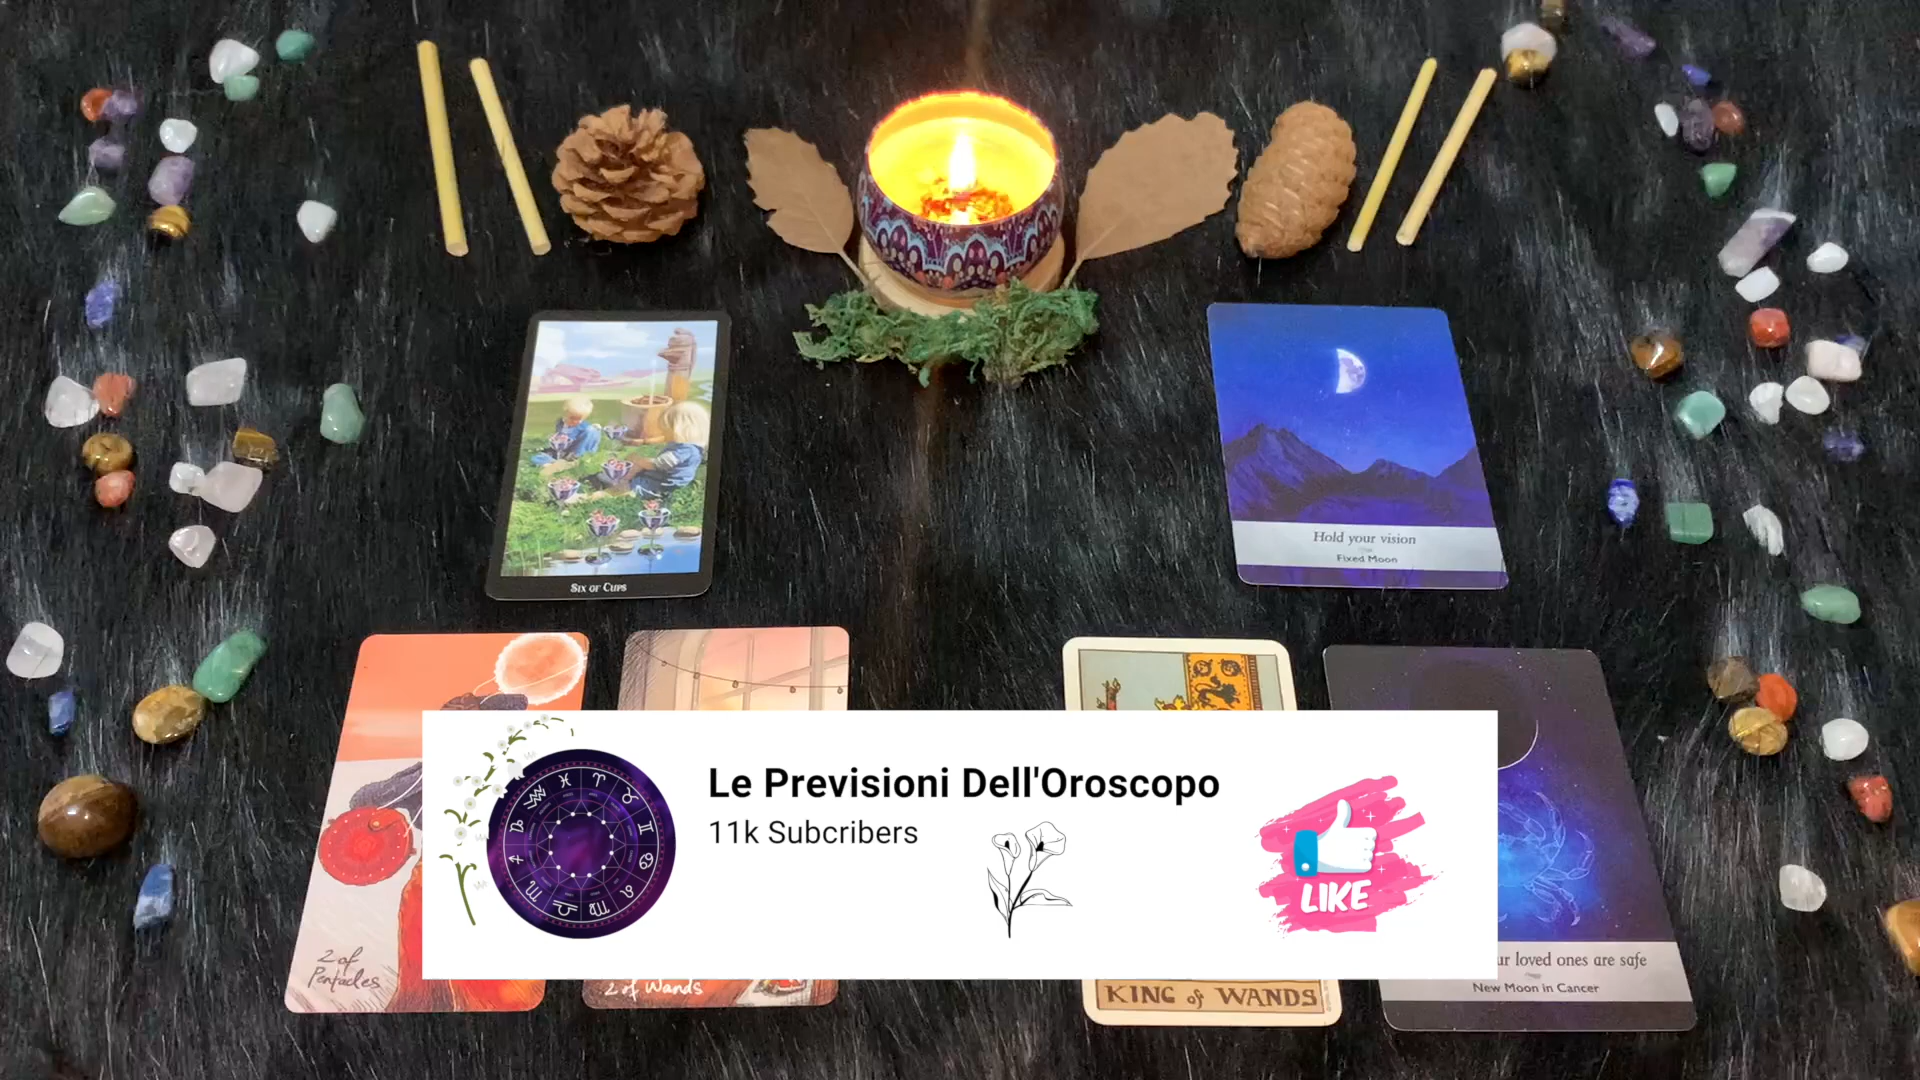 SIX OF CUPS
Hold your vision
Fixed Moon
Le Previsioni Dell'Oroscopo
11k Subcribers
LIKE
2 of
Pentacles
2 of Wands
KING of WANDS
ur loved ones are safe
New Moon in Cancer